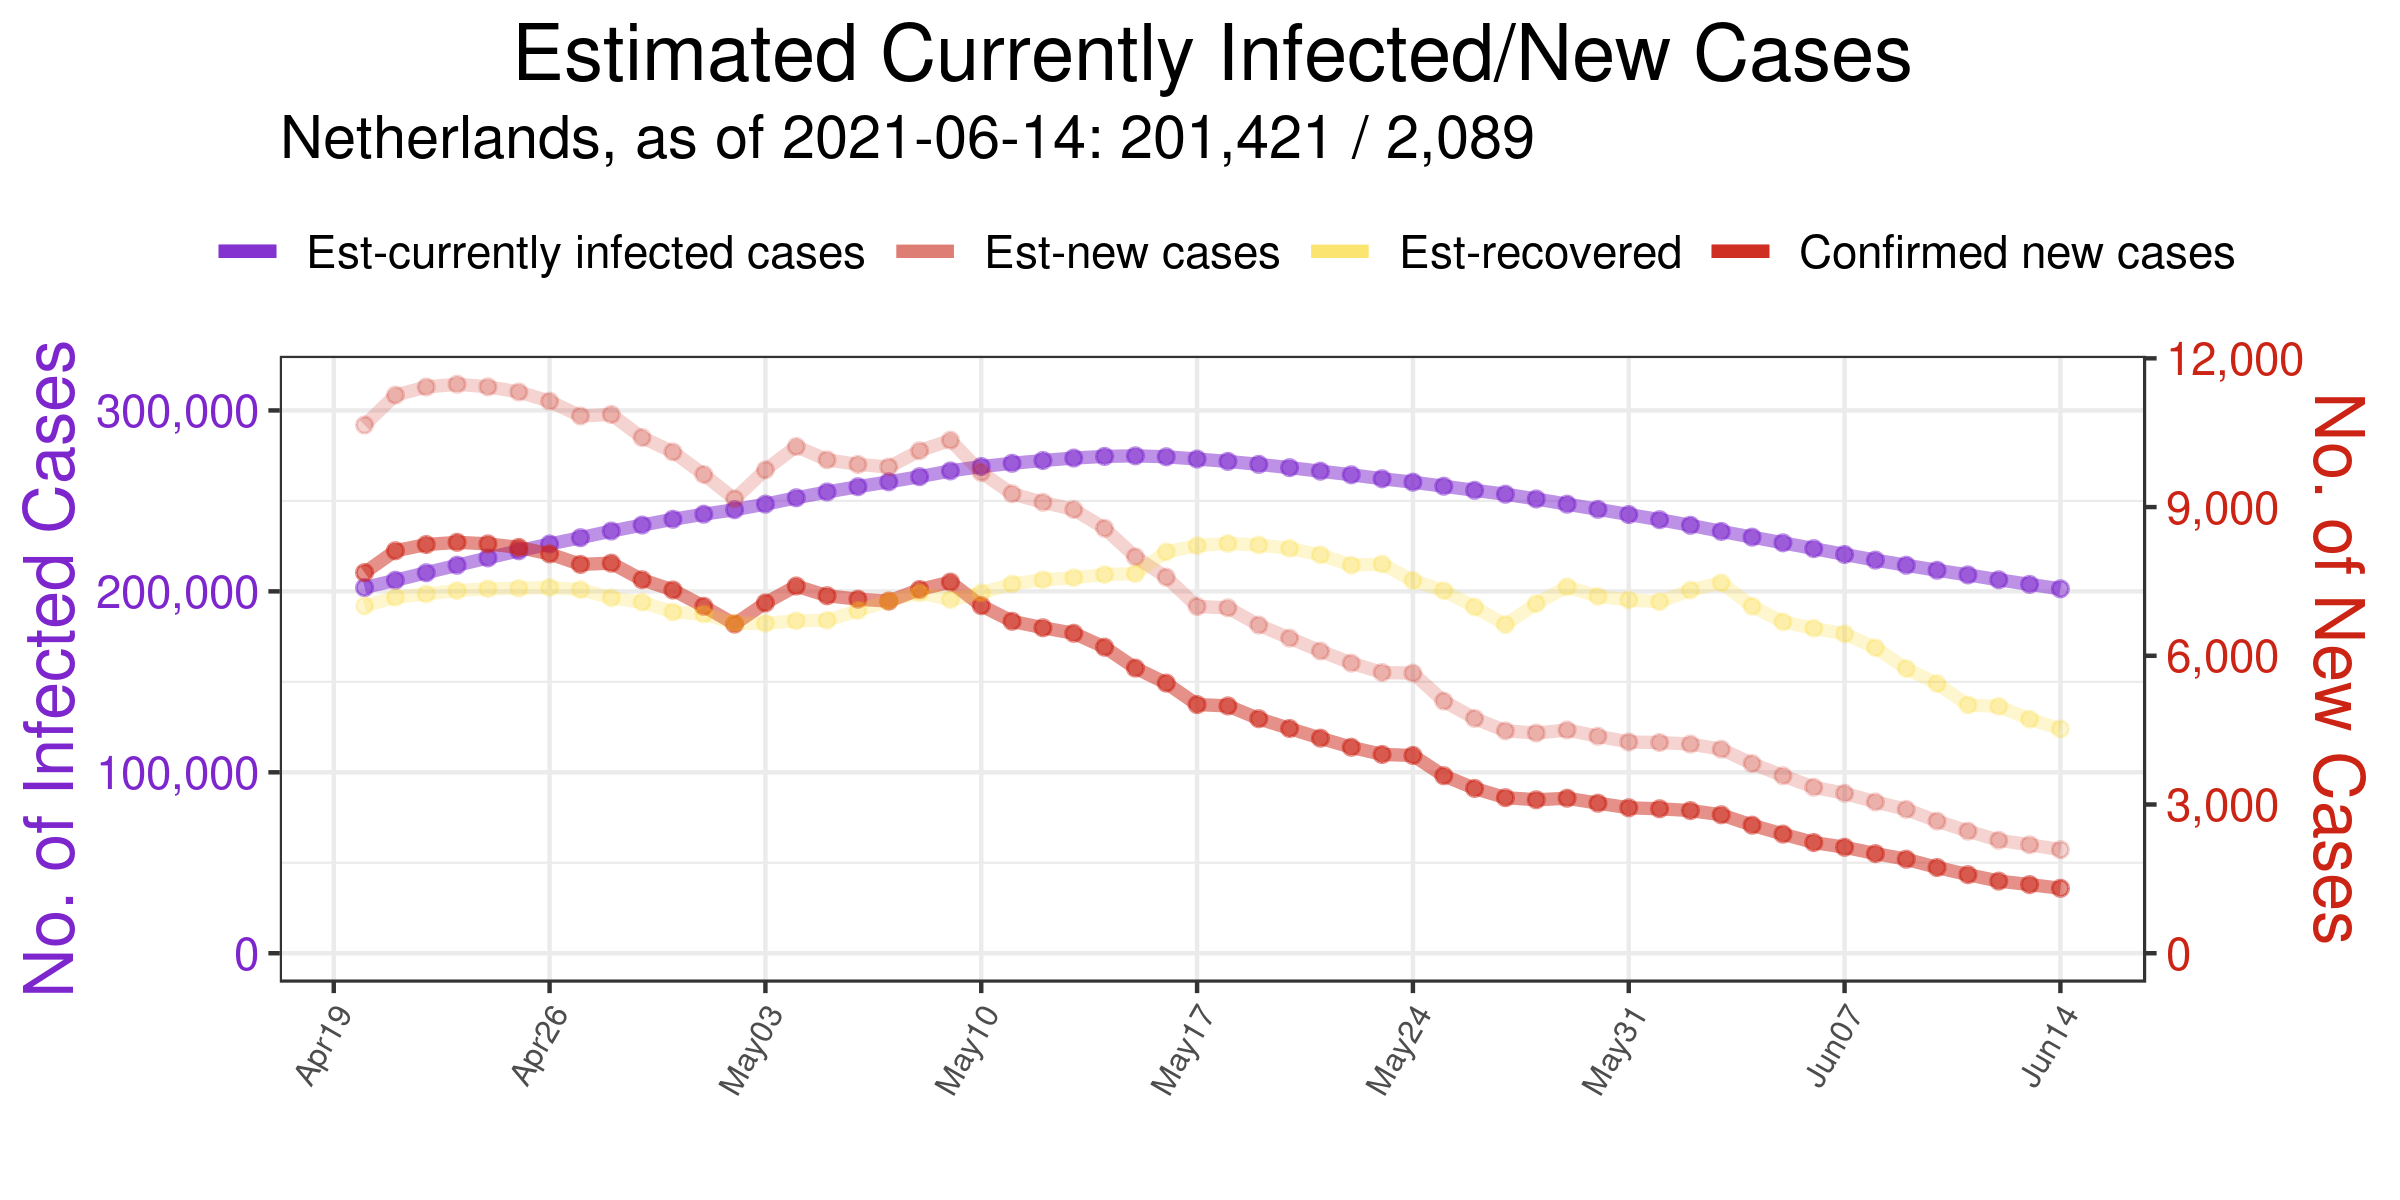 Estimated Currently Infected/New Cases
Netherlands, as of 2021-06-14: 201,421 / 2,089
Est-currently infected cases Est-new cases Est-recovered Confirmed new cases
No. of Infected Cases
300,000
200,000
100,000
0
12,000
9,000
6,000
3,000
0
No. of New Cases
Apr19 Apr26 May03 May10 May17 May24 May31 Jun07 Jun14